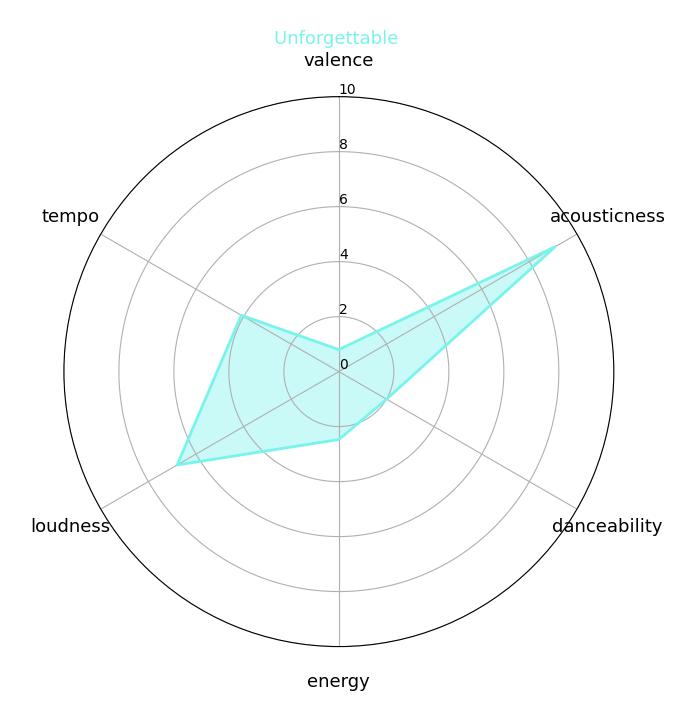 Unforgettable
valence
10
8
6
4
2
0
tempo
acousticness
loudness
danceability
energy